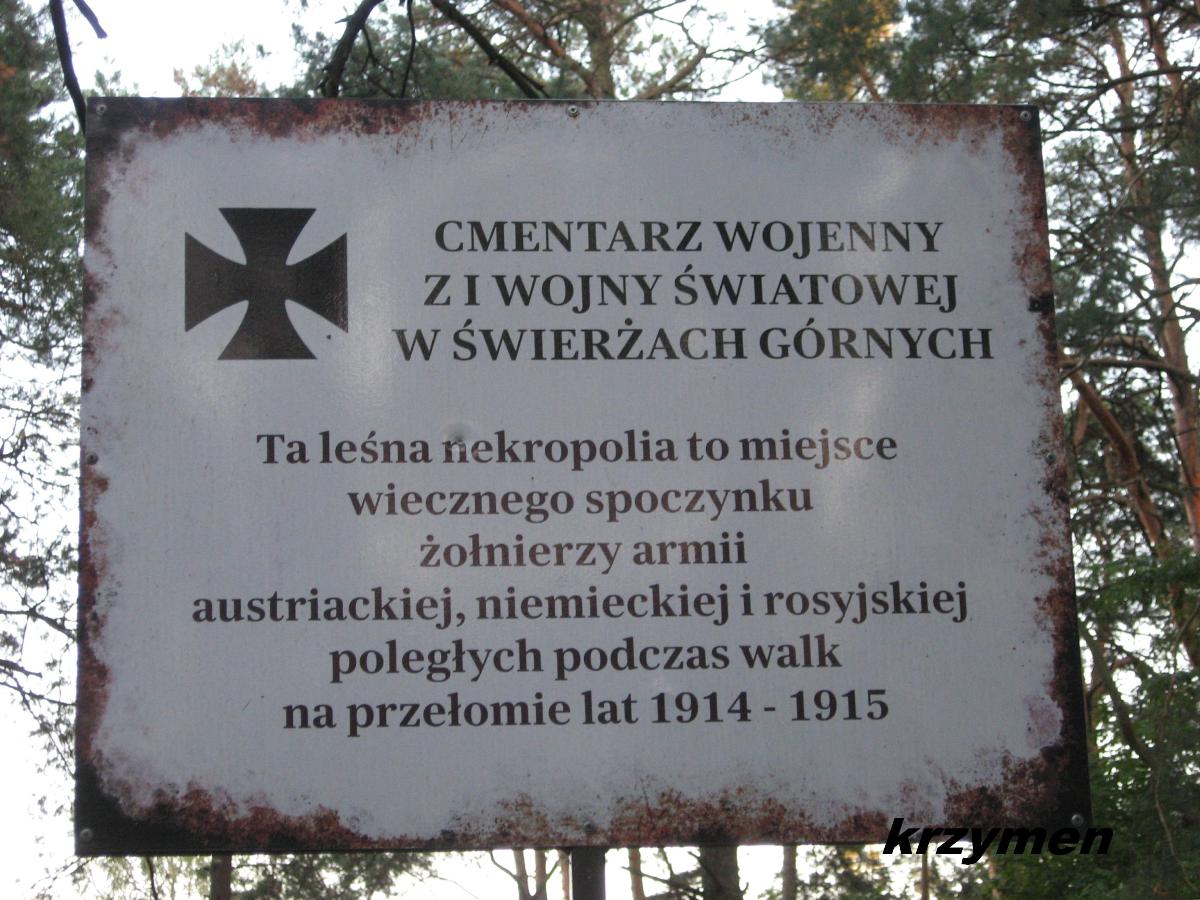 CMENTARZ WOJENNY
Z I WOJNY ŚWIATOWEJ
W ŚWIERŻACH GÓRNYCH
Ta leśna nekropolia to miejsce
wiecznego spoczynku
żołnierzy armii
austriackiej, niemieckiej i rosyjskiej
poległych podczas walk
na przełomie lat 1914 - 1915
krzymen